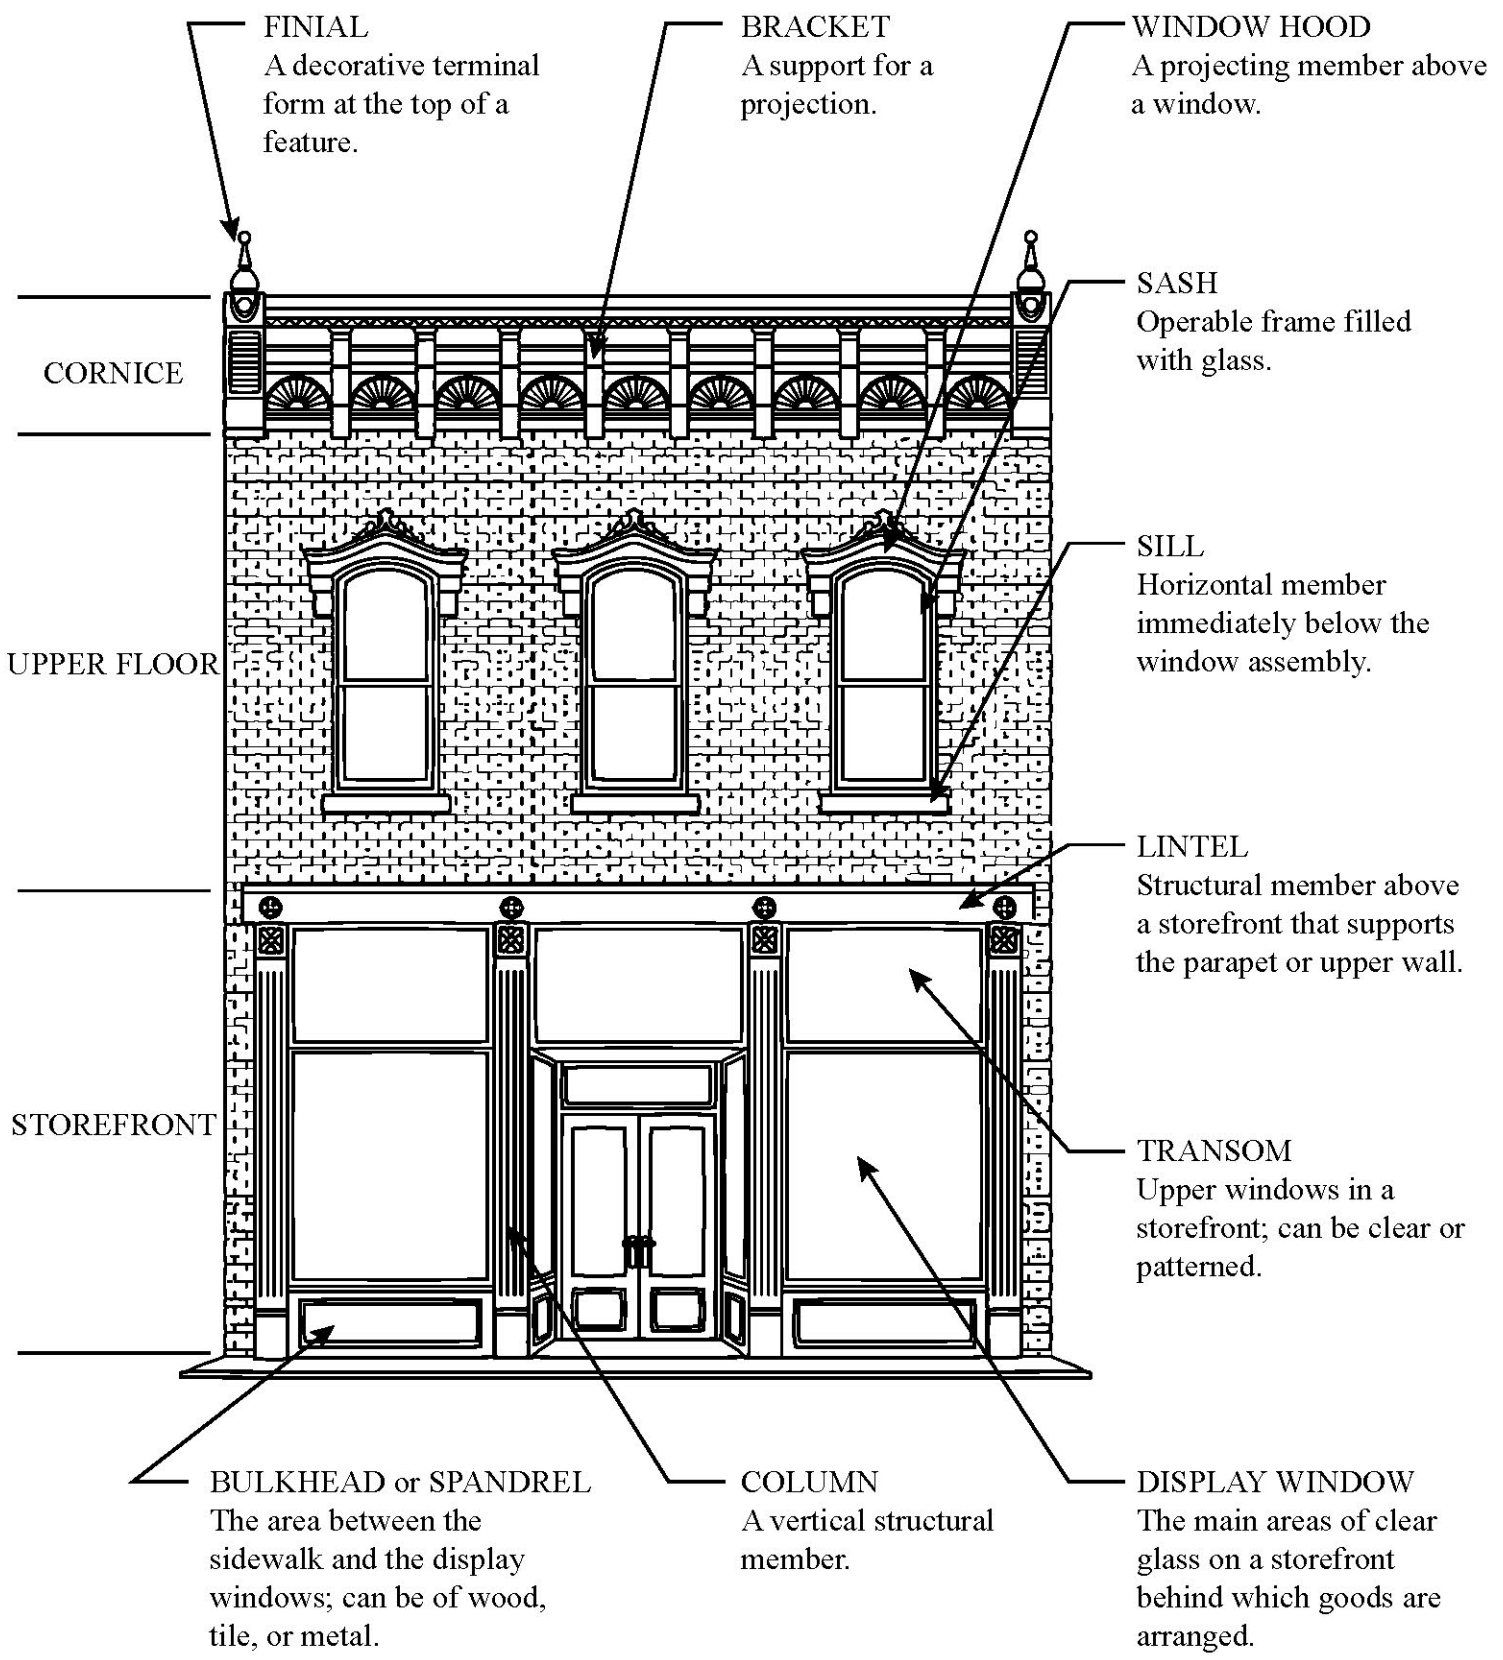 FINIAL
A decorative terminal
form at the top of a
feature.
BRACKET
A support for a
projection.
WINDOW HOOD
A projecting member above
a window.
SASH
Operable frame filled
with glass.
CORNICE
SILL
Horizontal member
immediately below the
window assembly.
UPPER FLOOR
LINTEL
Structural member above
a storefront that supports
the parapet or upper wall.
STOREFRONT
TRANSOM
Upper windows in a
storefront; can be clear or
patterned.
BULKHEAD or SPANDREL
The area between the
sidewalk and the display
windows; can be of wood,
tile, or metal.
COLUMN
A vertical structural
member.
DISPLAY WINDOW
The main areas of clear
glass on a storefront
behind which goods are
arranged.